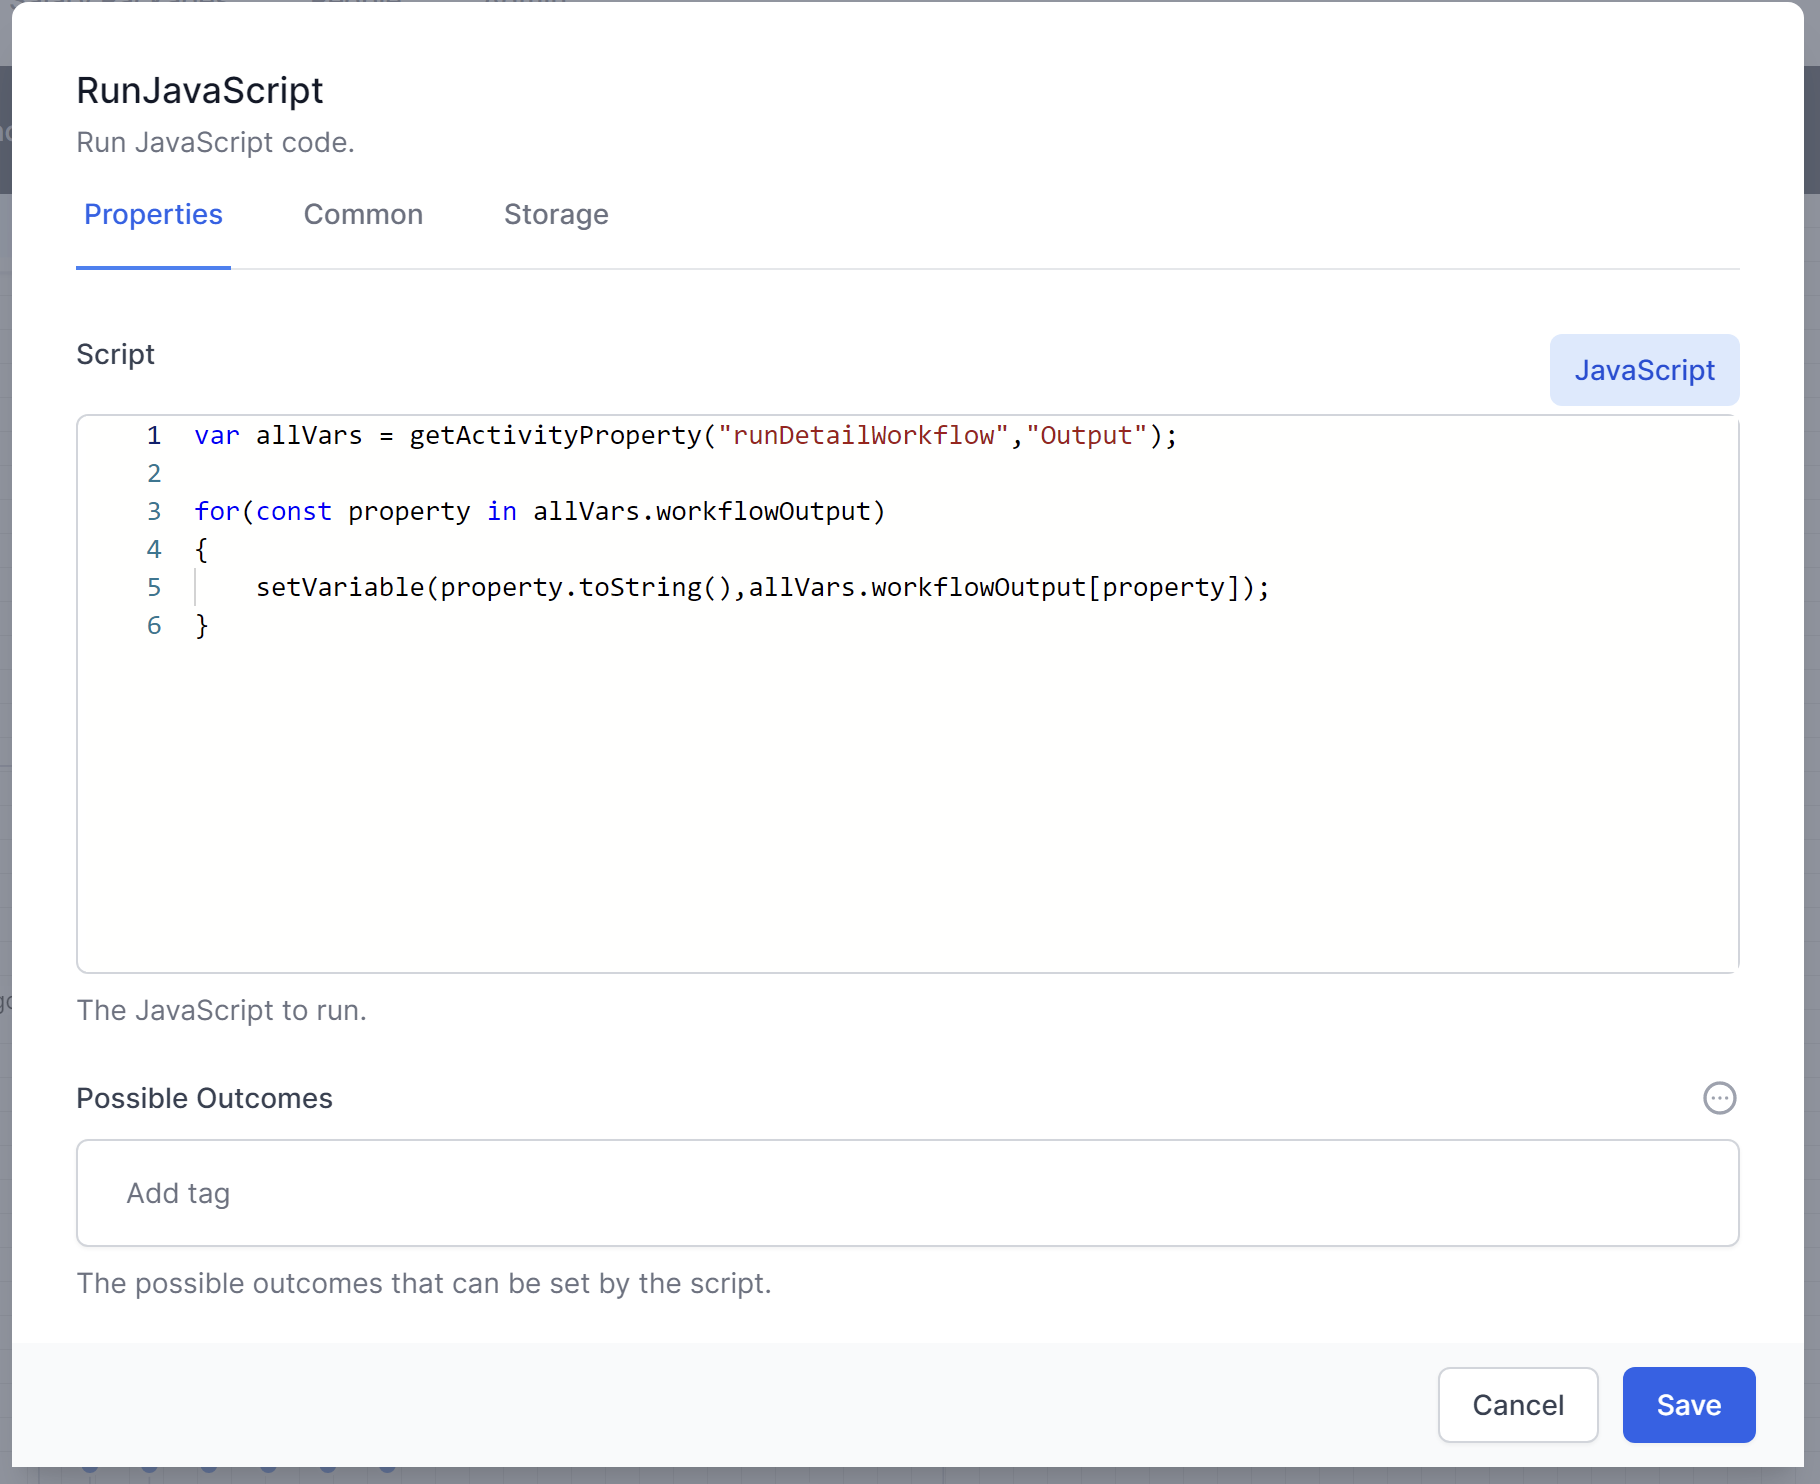 RunJavaScript
Run JavaScript code.
Properties Common Storage
Script
JavaScript
1 var allVars = getActivityProperty("runDetailWorkflow","Output");
2
3 for(const property in allVars.workflowOutput)
4 {
5 setVariable(property.toString(),allVars.workflowOutput[property]);
6 }
The JavaScript to run.
Possible Outcomes
Add tag
The possible outcomes that can be set by the script.
Cancel Save